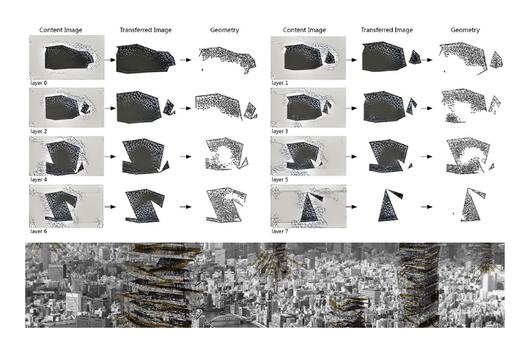 Content Image Transferred Image Geometry Content Image Transferred Image Geometry
layer 0 layer 1
layer 2 layer 3
layer 4 layer 5
layer 6 layer 7